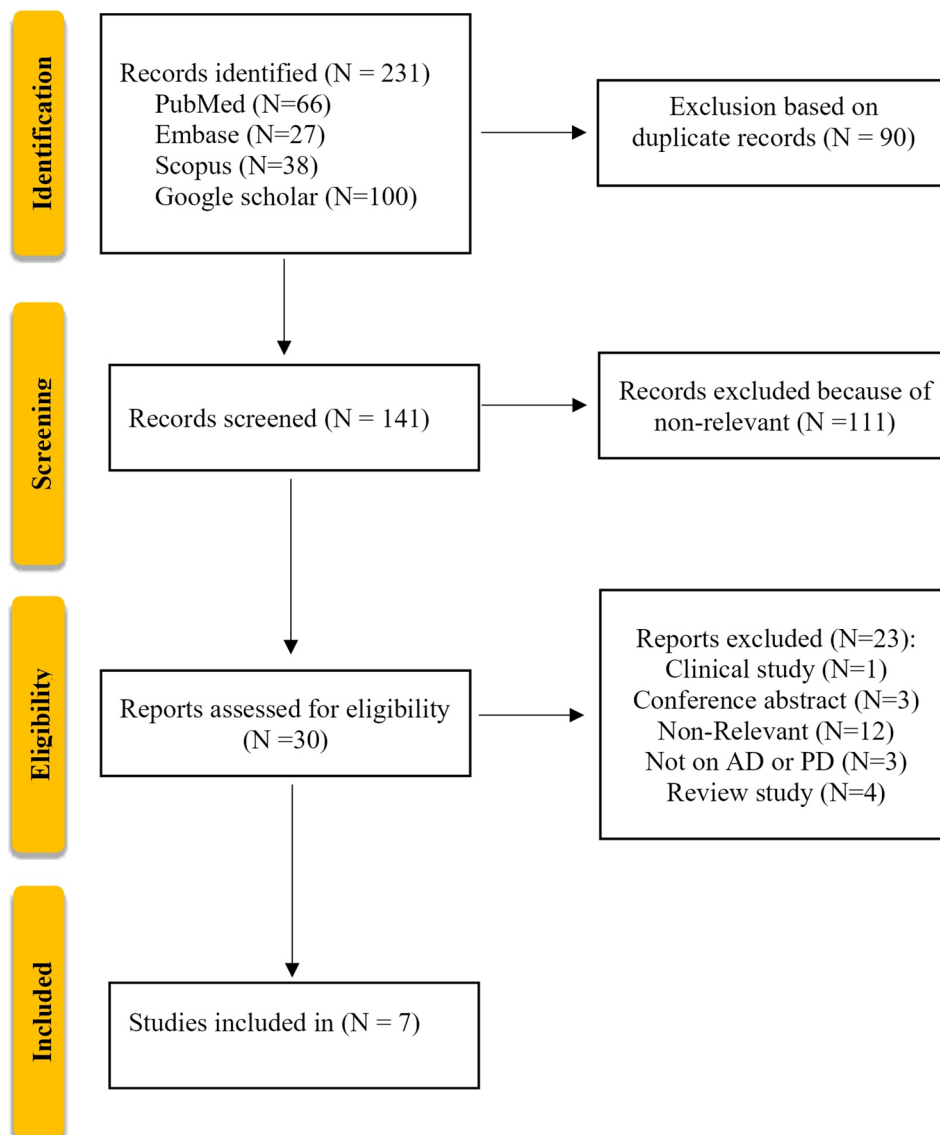 Identification
Records identified (N = 231)
PubMed (N=66)
Embase (N=27)
Scopus (N=38)
Google scholar (N=100)
Exclusion based on
duplicate records (N = 90)
Screening
Records screened (N = 141)
Records excluded because of
non-relevant (N =111)
Eligibility
Reports assessed for eligibility
(N =30)
Reports excluded (N=23):
Clinical study (N=1)
Conference abstract (N=3)
Non-Relevant (N=12)
Not on AD or PD (N=3)
Review study (N=4)
Included
Studies included in (N = 7)